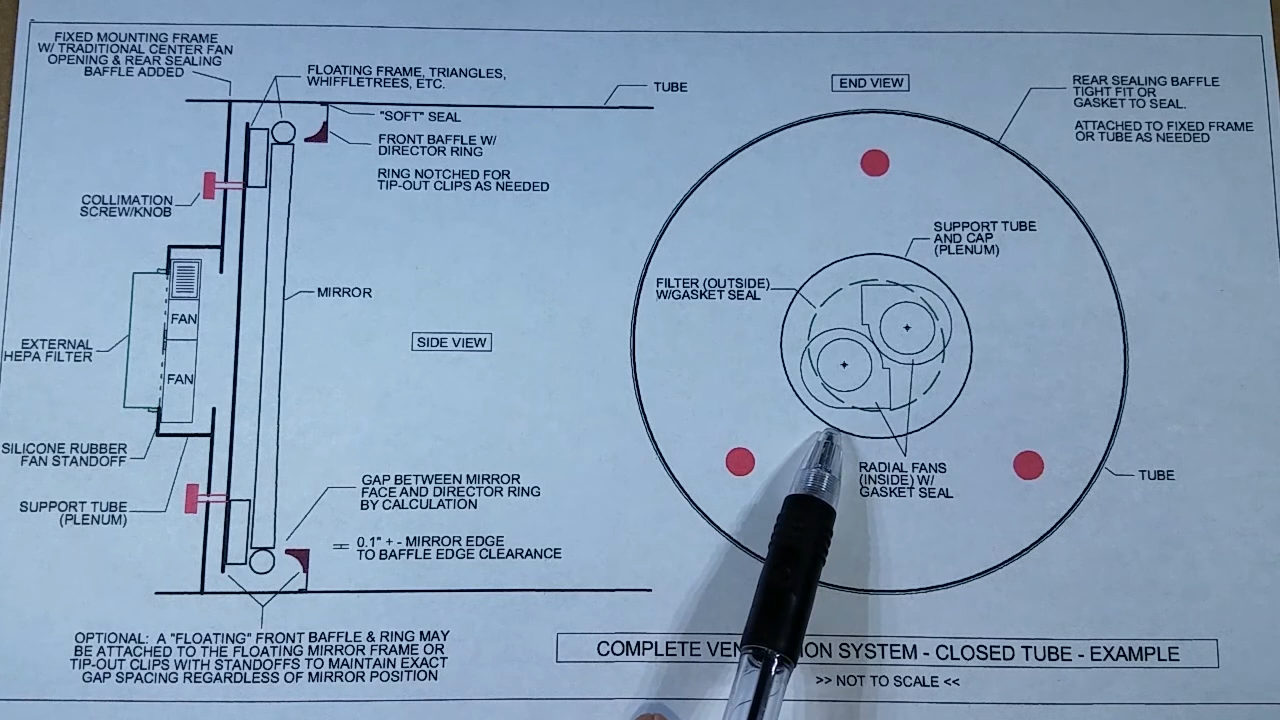 FIXED MOUNTING FRAME
W/ TRADITIONAL CENTER FAN
OPENING & REAR SEALING
BAFFLE ADDED
FLOATING FRAME, TRIANGLES,
WHIFFLETREES, ETC.
TUBE
"SOFT" SEAL
FRONT BAFFLE W/
DIRECTOR RING
RING NOTCHED FOR
TIP-OUT CLIPS AS NEEDED
COLLIMATION
SCREW/KNOB
MIRROR
FAN
FAN
EXTERNAL
HEPA FILTER
SIDE VIEW
SILICONE RUBBER
FAN STANDOFF
SUPPORT TUBE
(PLENUM)
GAP BETWEEN MIRROR
FACE AND DIRECTOR RING
BY CALCULATION
= 0.1" + - MIRROR EDGE
TO BAFFLE EDGE CLEARANCE
OPTIONAL: A "FLOATING" FRONT BAFFLE & RING MAY
BE ATTACHED TO THE FLOATING MIRROR FRAME OR
TIP-OUT CLIPS WITH STANDOFFS TO MAINTAIN EXACT
GAP SPACING REGARDLESS OF MIRROR POSITION
END VIEW
REAR SEALING BAFFLE
TIGHT FIT OR
GASKET TO SEAL.
ATTACHED TO FIXED FRAME
OR TUBE AS NEEDED
SUPPORT TUBE
AND CAP
(PLENUM)
FILTER (OUTSIDE)
W/GASKET SEAL
RADIAL FANS
(INSIDE) W/
GASKET SEAL
TUBE
COMPLETE VEN ION SYSTEM - CLOSED TUBE - EXAMPLE
>> NOT TO SCALE <<